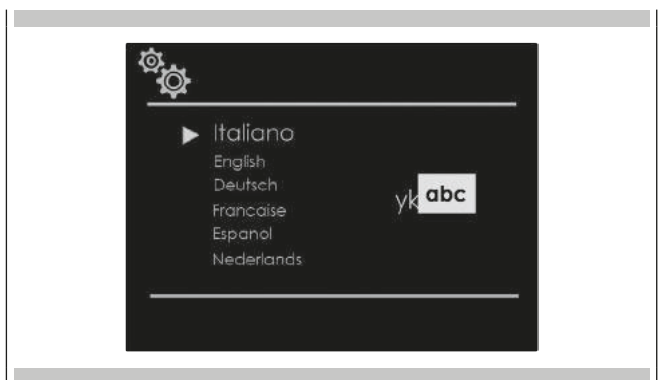 Italiano
English
Deutsch
yk abc
Francaise
Espanol
Nederlands